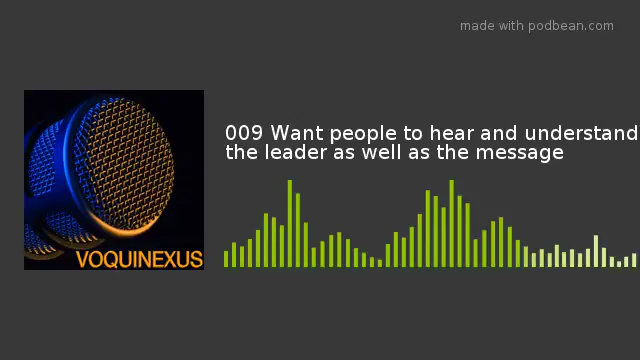 made with podbean.com
009 Want people to hear and understand
the leader as well as the message
VOQUINEXUS